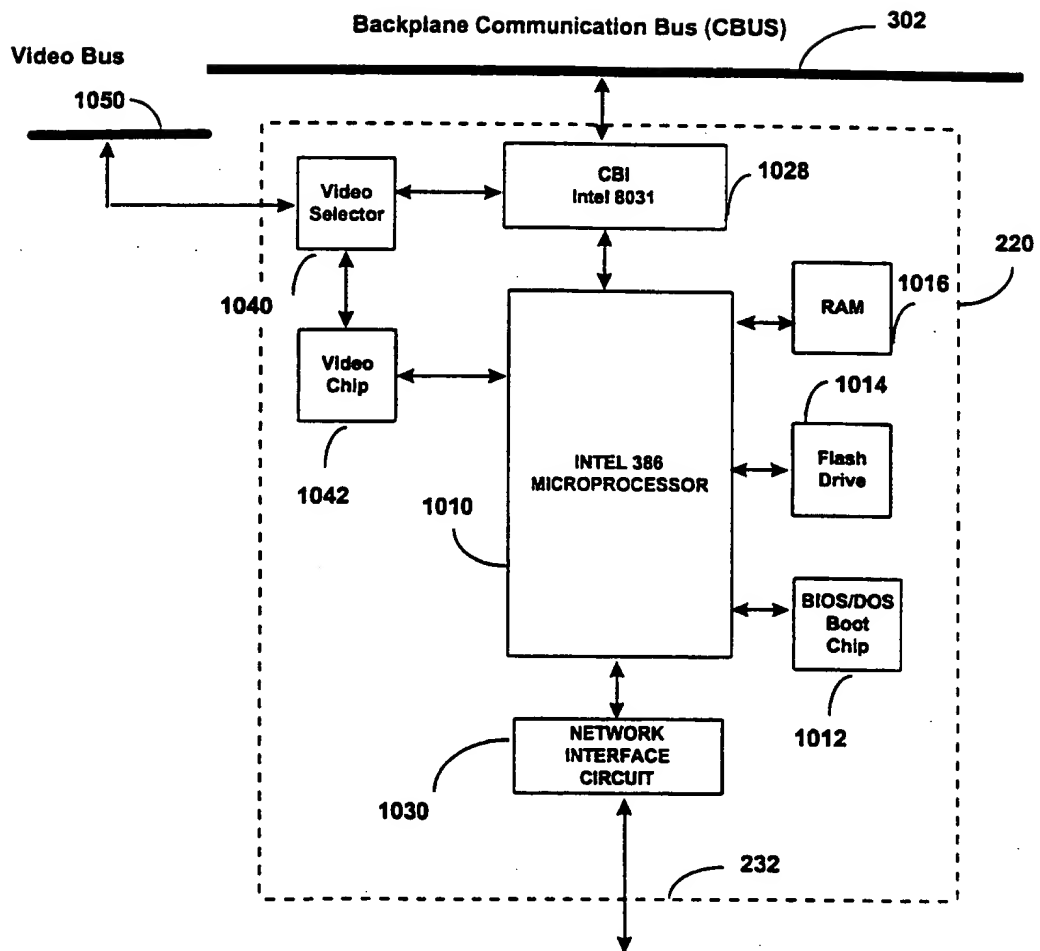 Backplane Communication Bus (CBUS)
302
Video Bus
1050
CBI
Intel 8031
1028
Video
Selector
220
1016
RAM
1040
Video
Chip
1014
INTEL 386
MICROPROCESSOR
Flash
Drive
1042
1010
BIOS/DOS
Boot
Chip
1012
NETWORK
INTERFACE
CIRCUIT
1030
232